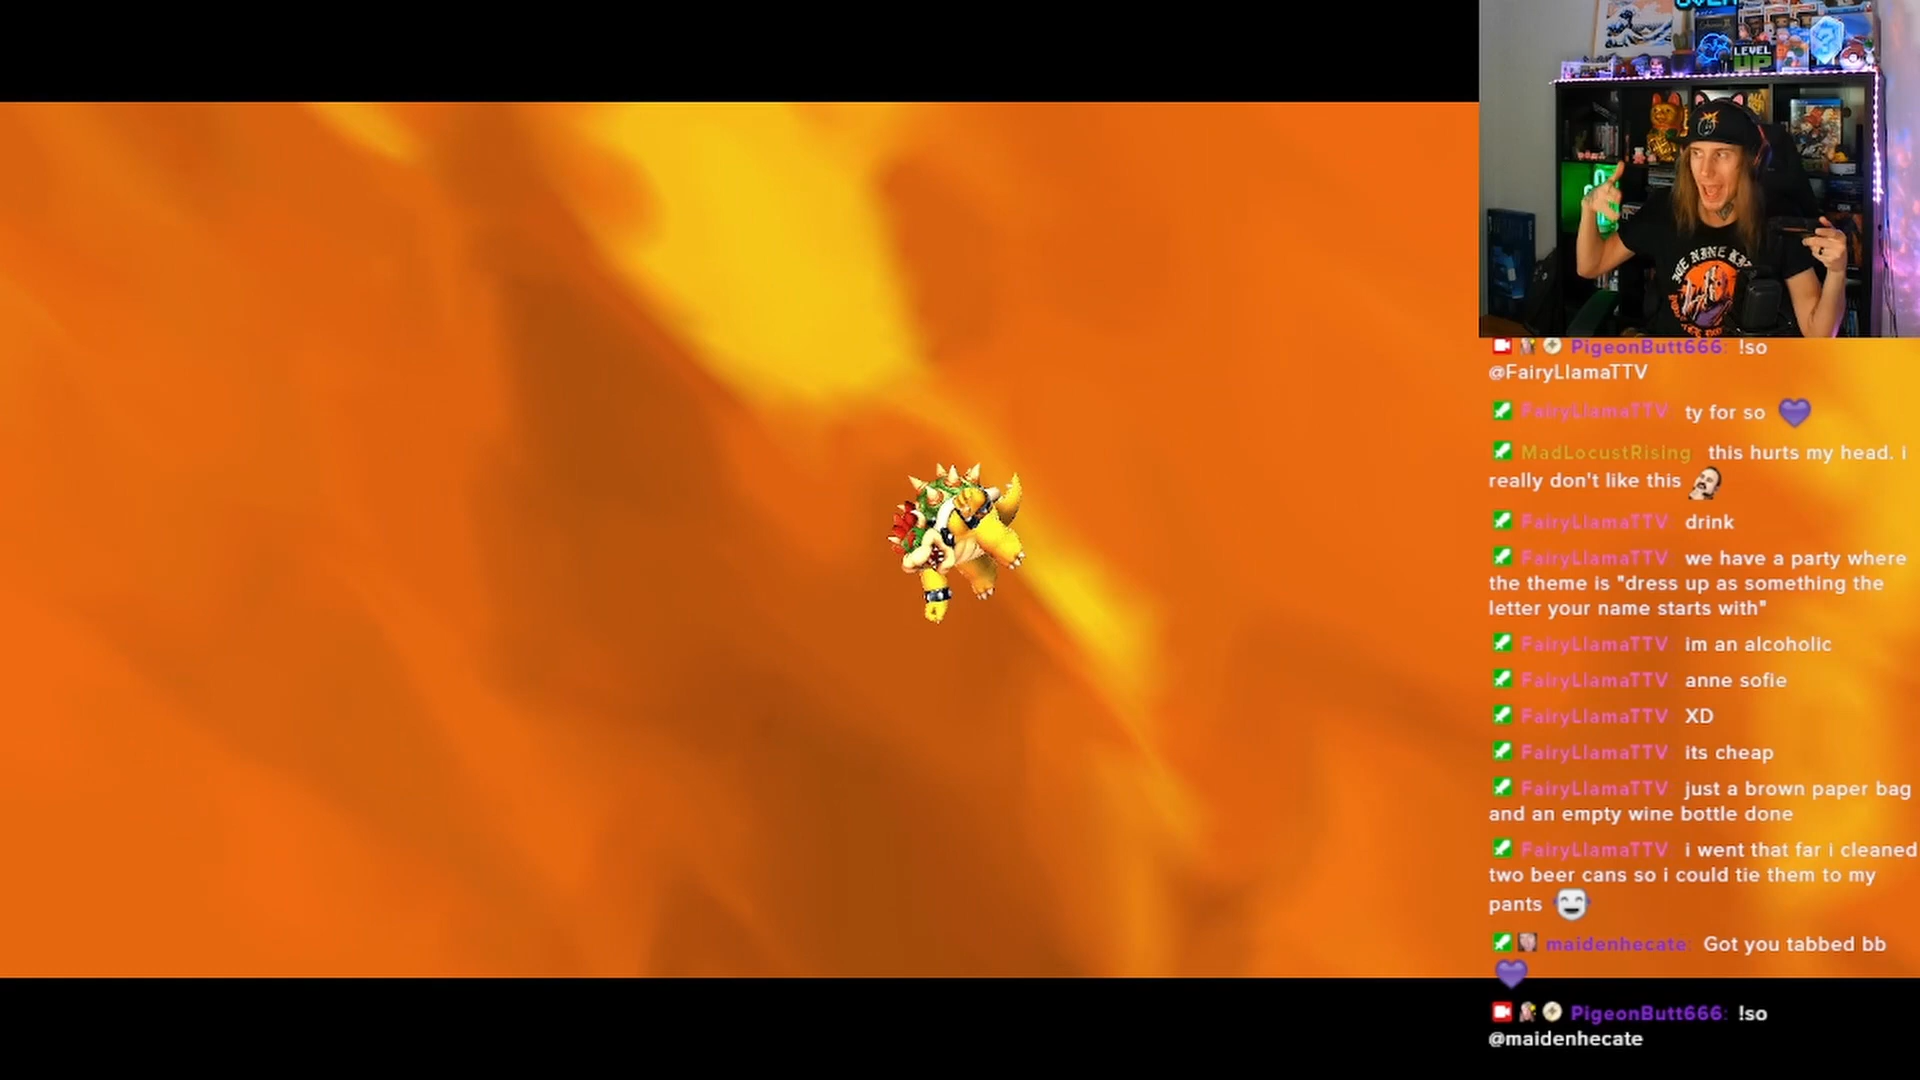 LEVEL
UP
ICE NINE KI
PigeonButt666: !so
@FairyLlamaTTV
FairyLlamaTTV ty for so
MadLocustRising this hurts my head. i
really don't like this
FairyLlamaTTV drink
FairyLlamaTTV we have a party where
the theme is "dress up as something the
letter your name starts with"
FairyLlamaTTV im an alcoholic
FairyLlamaTTV anne sofie
FairyLlamaTTV XD
FairyLlamaTTV its cheap
FairyLlamaTTV just a brown paper bag
and an empty wine bottle done
FairyLlamaTTV i went that far i cleaned
two beer cans so i could tie them to my
pants
maidenhecate: Got you tabbed bb
PigeonButt666: !so
@maidenhecate